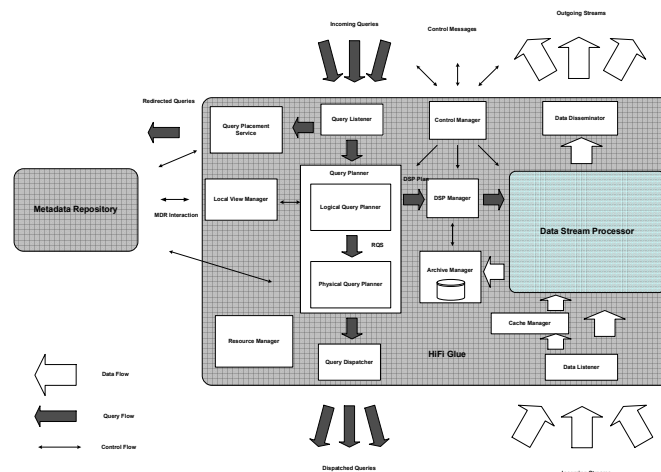 Incoming Queries
Control Messages
Outgoing Streams
Redirected Queries
Query Placement
Service
Query Listener
Control Manager
Data Disseminator
Query Planner
DSP Plan
Metadata Repository
MDR Interaction
Local View Manager
Logical Query Planner
DSP Manager
Data Stream Processor
RQS
Physical Query Planner
Archive Manager
Cache Manager
Resource Manager
Query Dispatcher
HiFi Glue
Data Listener
Data Flow
Query Flow
Control Flow
Dispatched Queries